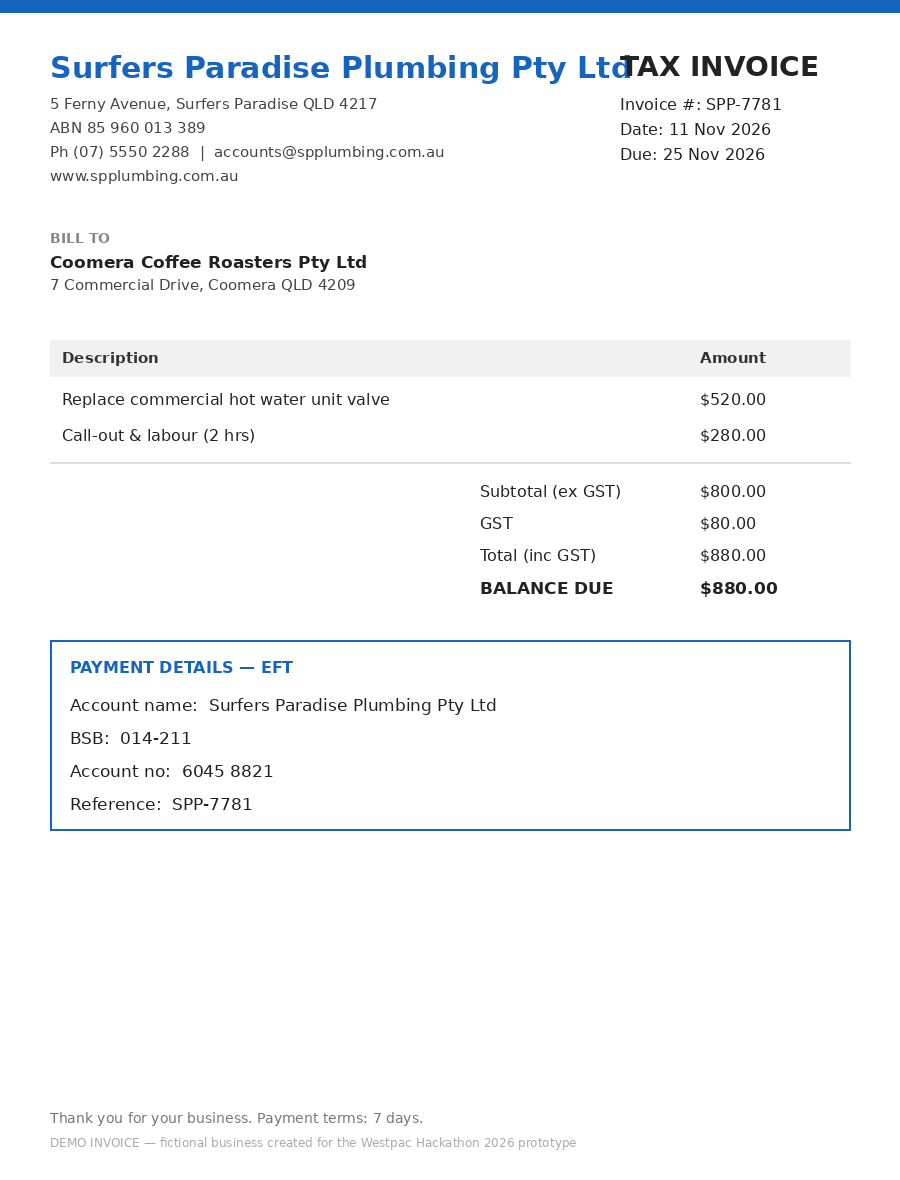 Surfers Paradise Plumbing Pty Ltd
TAX INVOICE
5 Ferny Avenue, Surfers Paradise QLD 4217
ABN 85 960 013 389
Ph (07) 5550 2288 | accounts@spplumbing.com.au
www.spplumbing.com.au
Invoice #: SPP-7781
Date: 11 Nov 2026
Due: 25 Nov 2026
BILL TO
Coomera Coffee Roasters Pty Ltd
7 Commercial Drive, Coomera QLD 4209
Description Amount
Replace commercial hot water unit valve $520.00
Call-out & labour (2 hrs) $280.00
Subtotal (ex GST) $800.00
GST $80.00
Total (inc GST) $880.00
BALANCE DUE $880.00
PAYMENT DETAILS — EFT
Account name: Surfers Paradise Plumbing Pty Ltd
BSB: 014-211
Account no: 6045 8821
Reference: SPP-7781
Thank you for your business. Payment terms: 7 days.
DEMO INVOICE — fictional business created for the Westpac Hackathon 2026 prototype